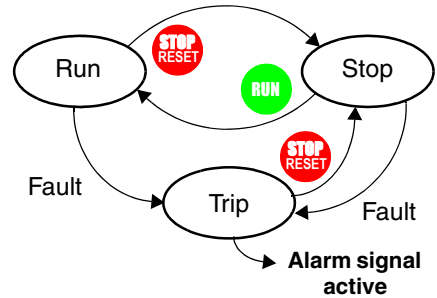 STOP
RESET
Run
Stop
RUN
STOP
RESET
Fault
Trip
Fault
Alarm signal
active